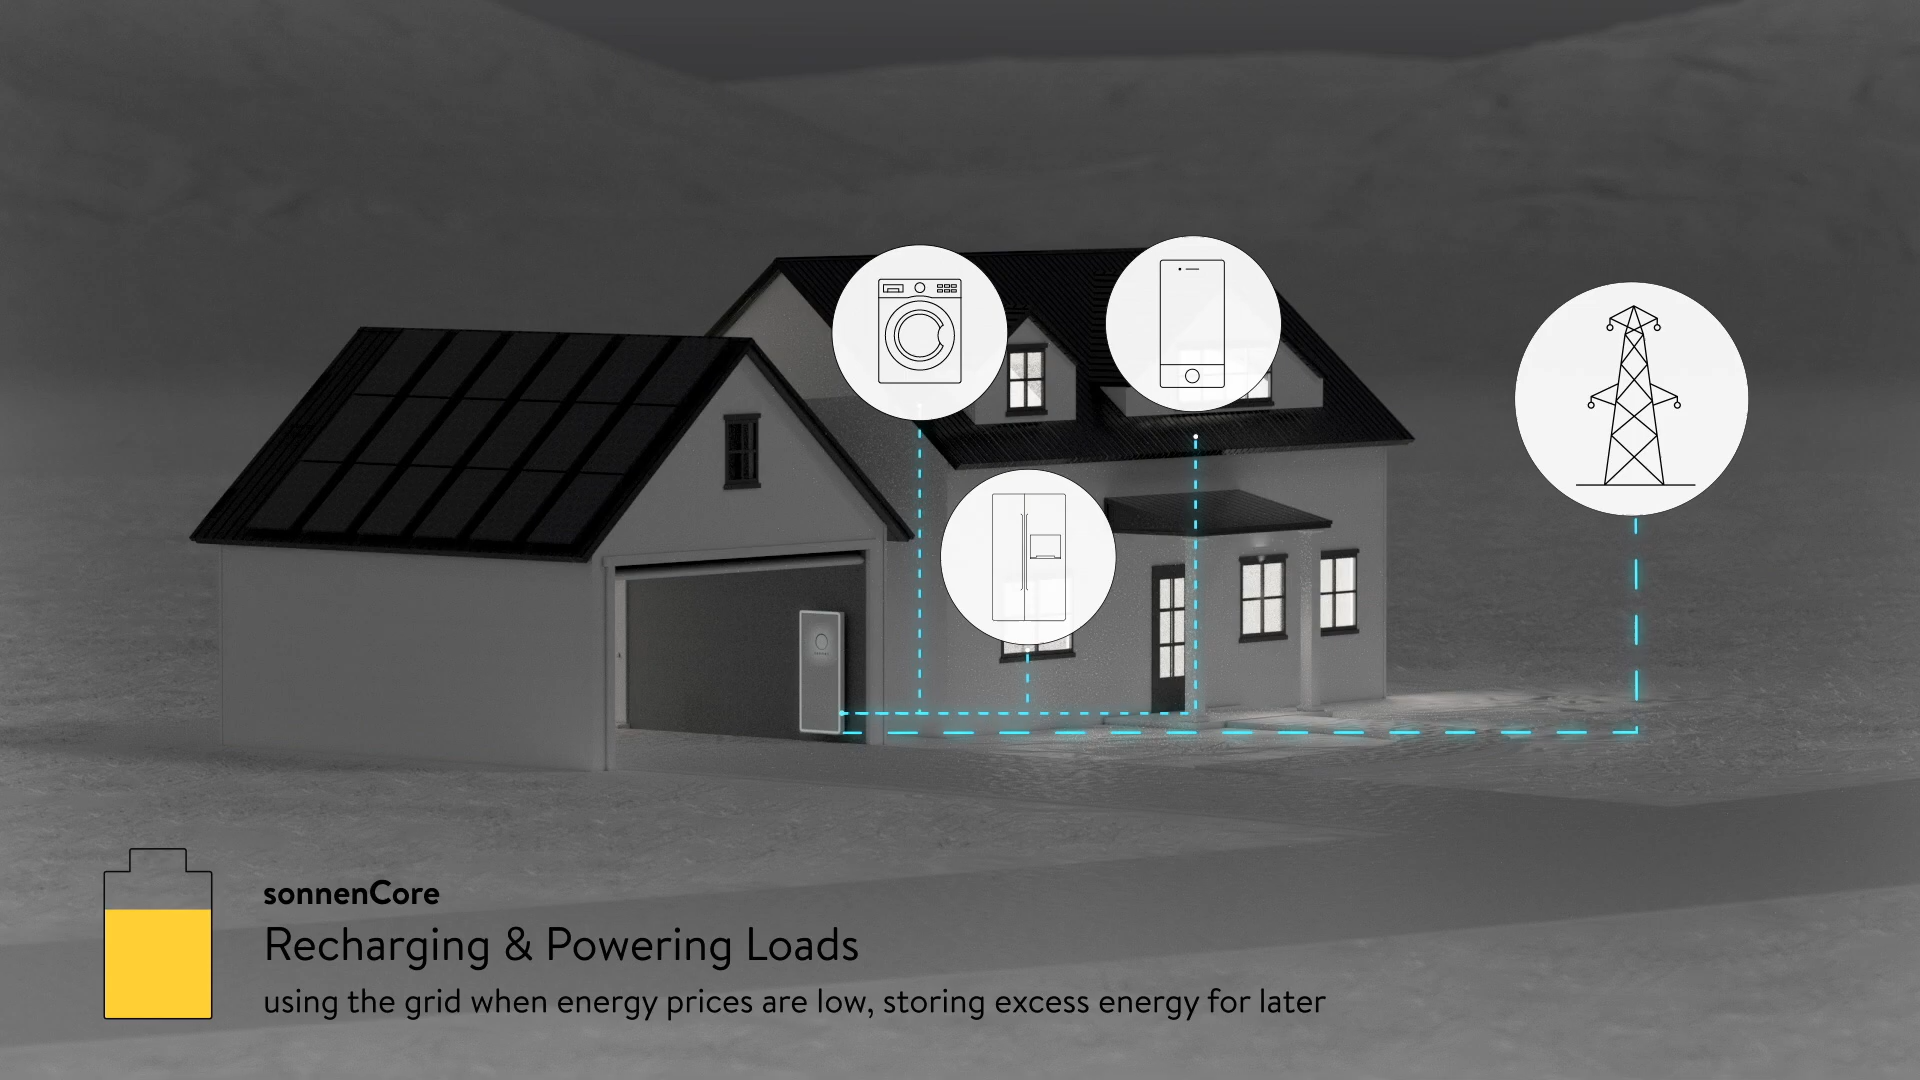 sonnenCore
Recharging & Powering Loads
using the grid when energy prices are low, storing excess energy for later